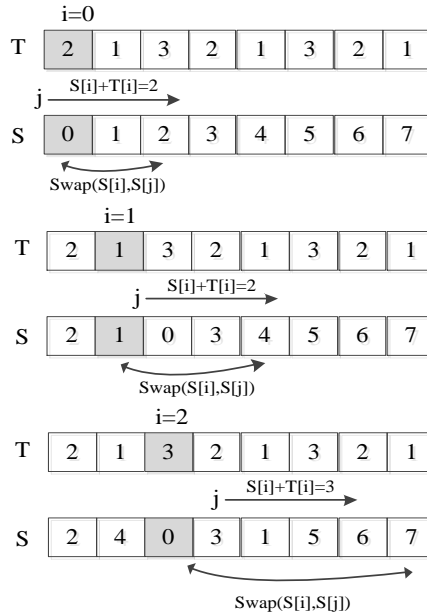 i=0
T 2 1 3 2 1 3 2 1
j S[i]+T[i]=2
S 0 1 2 3 4 5 6 7
Swap(S[i],S[j])
i=1
T 2 1 3 2 1 3 2 1
j S[i]+T[i]=2
S 2 1 0 3 4 5 6 7
Swap(S[i],S[j])
i=2
T 2 1 3 2 1 3 2 1
j S[i]+T[i]=3
S 2 4 0 3 1 5 6 7
Swap(S[i],S[j])